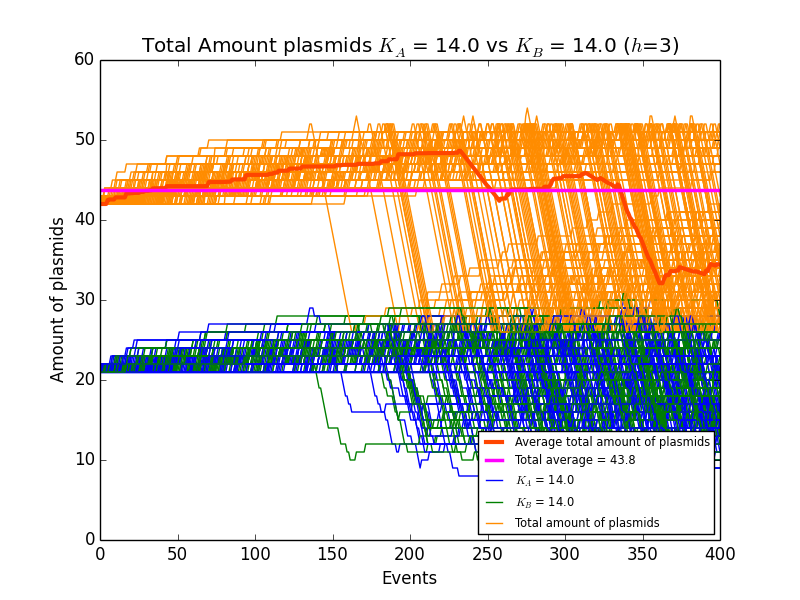 Total Amount plasmids K_A = 14.0 vs K_B = 14.0 (h=3)
60
50
40
30
20
10
0
Amount of plasmids
Average total amount of plasmids
Total average = 43.8
K_A = 14.0
K_B = 14.0
Total amount of plasmids
0 50 100 150 200 250 300 350 400
Events